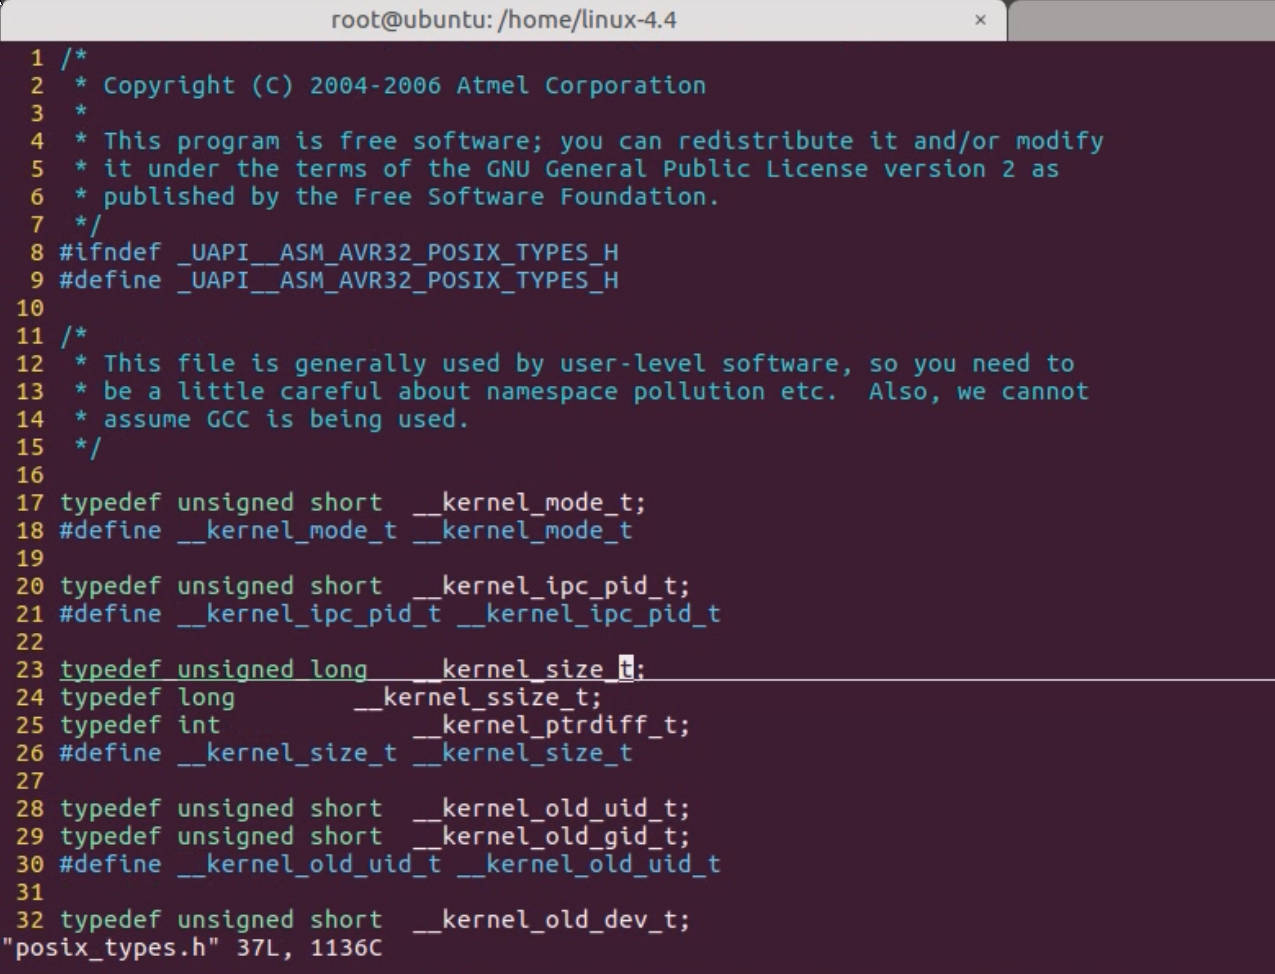 root@ubuntu: /home/linux-4.4 ×
1 /*
2  * Copyright (C) 2004-2006 Atmel Corporation
3  *
4  * This program is free software; you can redistribute it and/or modify
5  * it under the terms of the GNU General Public License version 2 as
6  * published by the Free Software Foundation.
7  */
8 #ifndef _UAPI__ASM_AVR32_POSIX_TYPES_H
9 #define _UAPI__ASM_AVR32_POSIX_TYPES_H
10
11 /*
12  * This file is generally used by user-level software, so you need to
13  * be a little careful about namespace pollution etc.  Also, we cannot
14  * assume GCC is being used.
15  */
16
17 typedef unsigned short  __kernel_mode_t;
18 #define __kernel_mode_t __kernel_mode_t
19
20 typedef unsigned short  __kernel_ipc_pid_t;
21 #define __kernel_ipc_pid_t __kernel_ipc_pid_t
22
23 typedef unsigned long   __kernel_size_t;
24 typedef long        __kernel_ssize_t;
25 typedef int             __kernel_ptrdiff_t;
26 #define __kernel_size_t __kernel_size_t
27
28 typedef unsigned short  __kernel_old_uid_t;
29 typedef unsigned short  __kernel_old_gid_t;
30 #define __kernel_old_uid_t __kernel_old_uid_t
31
32 typedef unsigned short  __kernel_old_dev_t;
"posix_types.h" 37L, 1136C